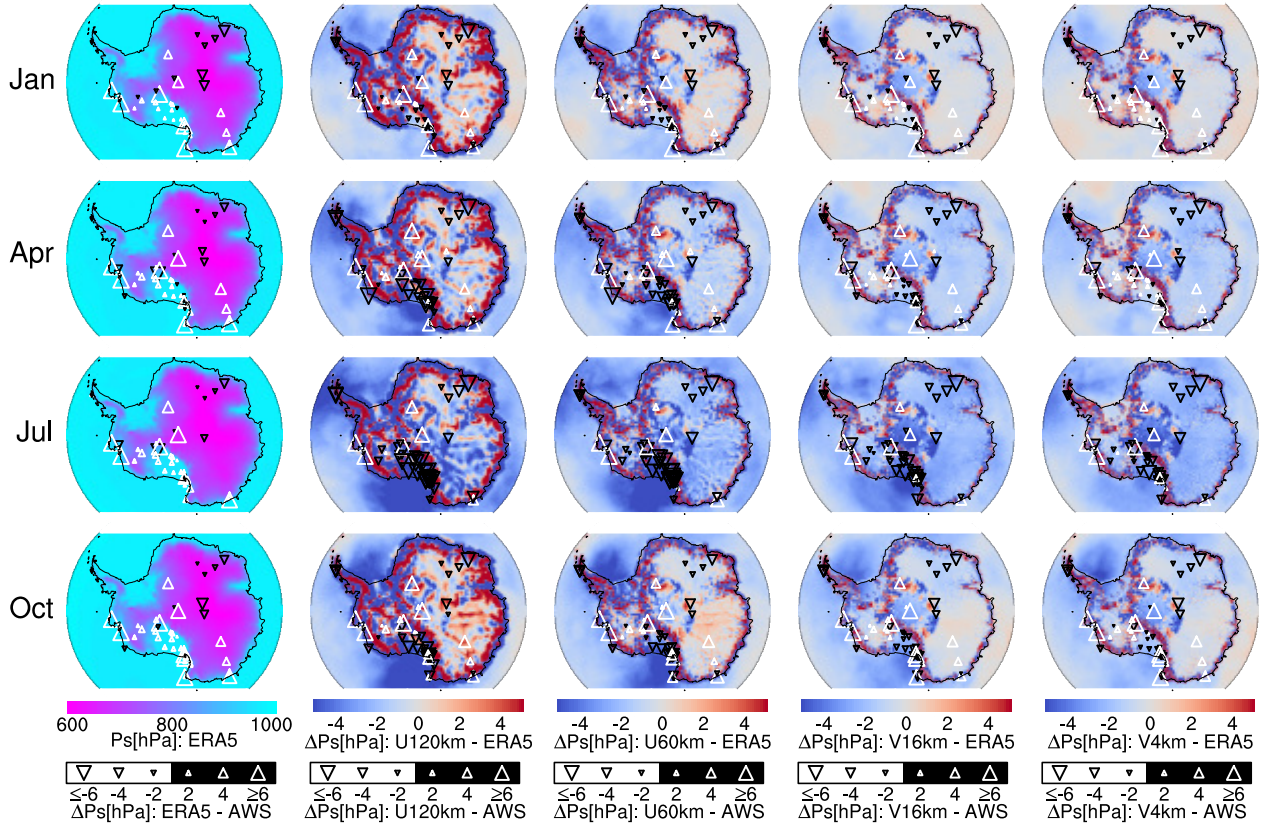 Jan
Apr
Jul
Oct
600 800 1000
Ps[hPa]: ERA5
-4 -2 0 2 4
ΔPs[hPa]: U120km - ERA5
-4 -2 0 2 4
ΔPs[hPa]: U60km - ERA5
-4 -2 0 2 4
ΔPs[hPa]: V16km - ERA5
-4 -2 0 2 4
ΔPs[hPa]: V4km - ERA5
≤-6 -4 -2 2 4 ≥6
ΔPs[hPa]: ERA5 - AWS
≤-6 -4 -2 2 4 ≥6
ΔPs[hPa]: U120km - AWS
≤-6 -4 -2 2 4 ≥6
ΔPs[hPa]: U60km - AWS
≤-6 -4 -2 2 4 ≥6
ΔPs[hPa]: V16km - AWS
≤-6 -4 -2 2 4 ≥6
ΔPs[hPa]: V4km - AWS